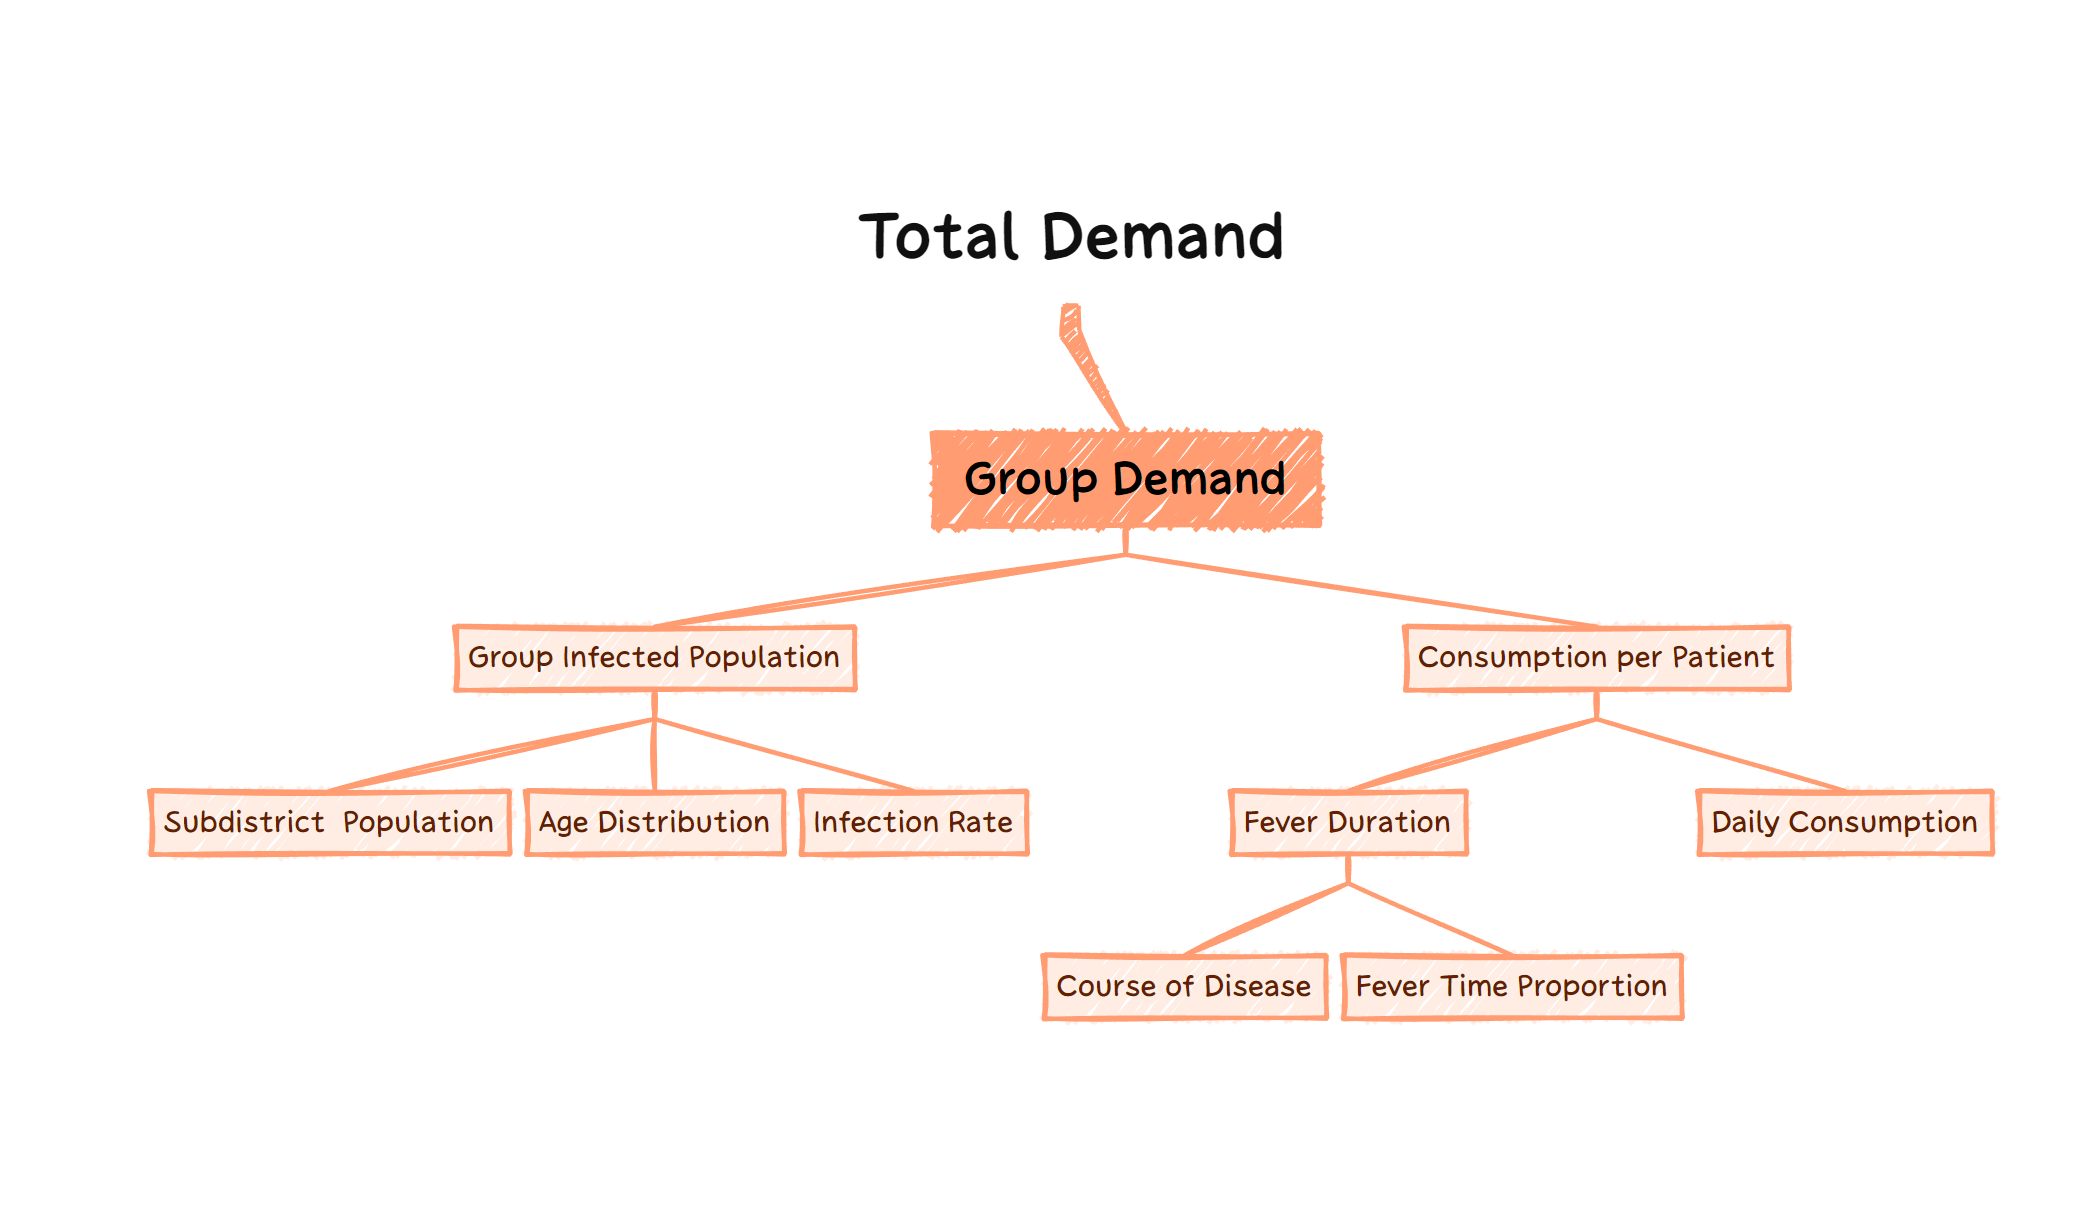 Total Demand
Group Demand
Group Infected Population
Consumption per Patient
Subdistrict  Population
Age Distribution
Infection Rate
Fever Duration
Daily Consumption
Course of Disease
Fever Time Proportion